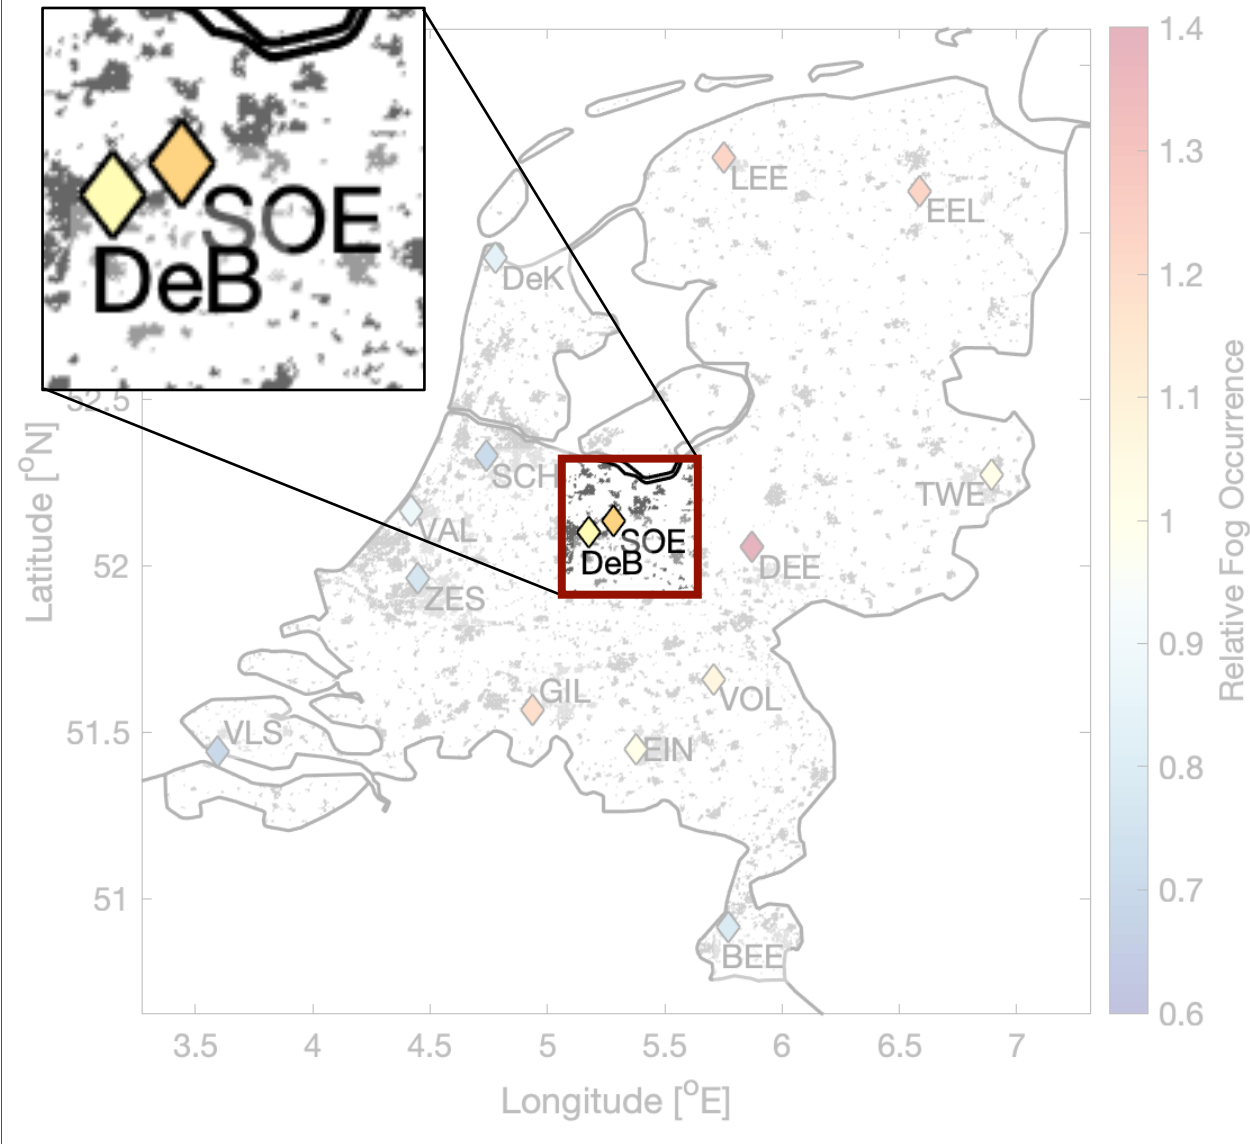 SOE
DeB
LEE
EEL
DeK
SCH
VAL
ZES
SOE
DeB
TWE
DEE
GIL
VOL
VLS
EIN
BEE
52.5
52
51.5
51
Latitude [°N]
3.5 4 4.5 5 5.5 6 6.5 7
Longitude [°E]
1.4
1.3
1.2
1.1
1
0.9
0.8
0.7
0.6
Relative Fog Occurrence